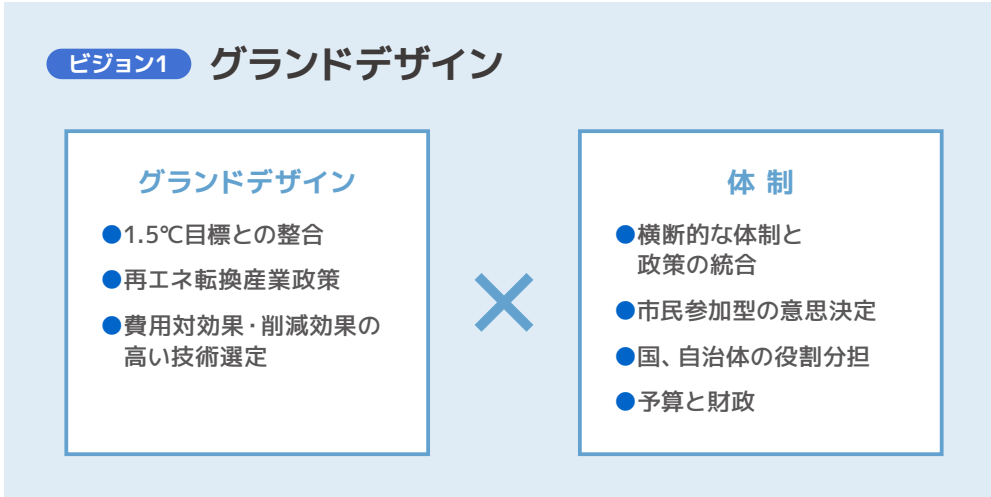 ビジョン1 グランドデザイン
グランドデザイン
●1.5℃目標との整合
●再エネ転換産業政策
●費用対効果・削減効果の
高い技術選定
×
体 制
●横断的な体制と
政策の統合
●市民参加型の意思決定
●国、自治体の役割分担
●予算と財政